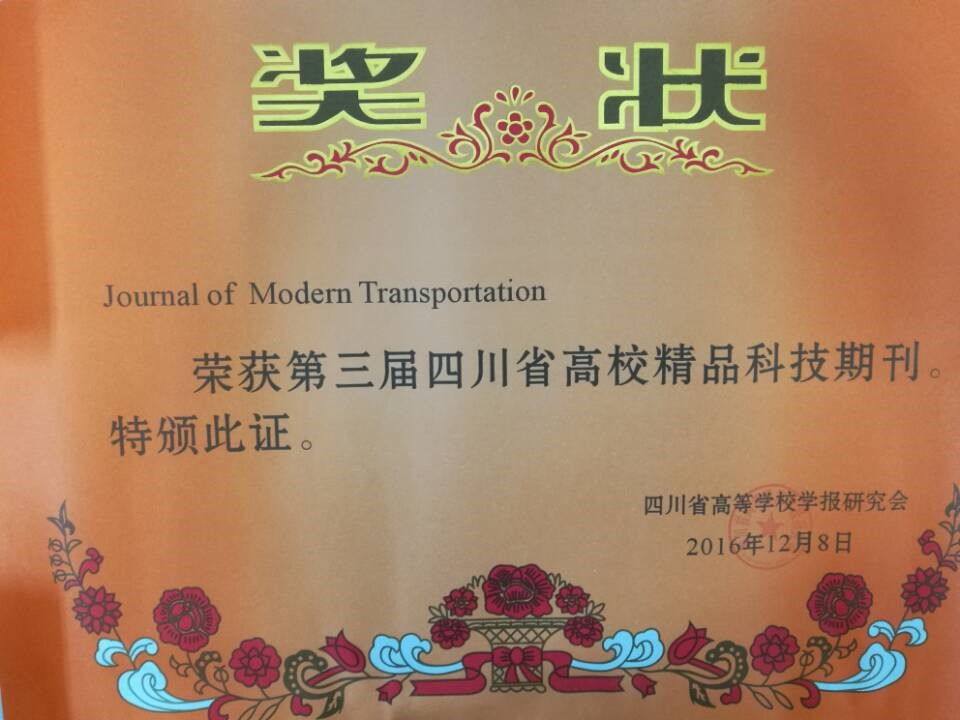 奖状
Journal of Modern Transportation
荣获第三届四川省高校精品科技期刊。
特颁此证。
四川省高等学校学报研究会
2016年12月8日